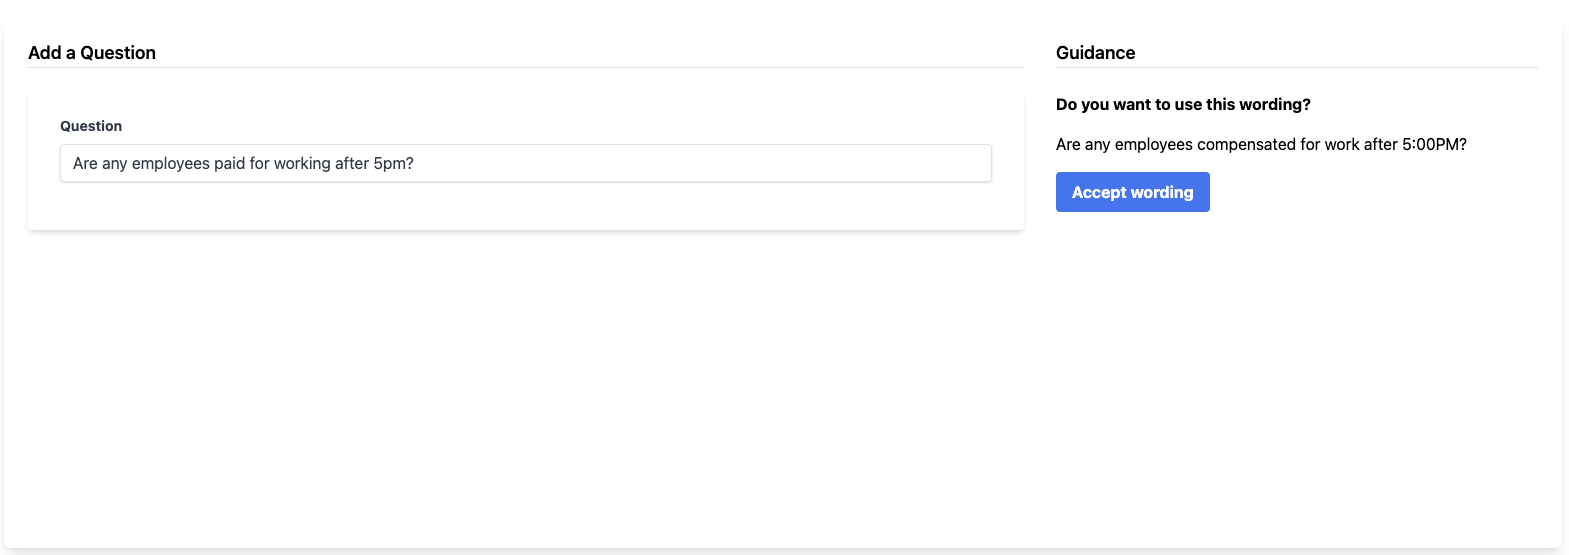 Add a Question
Question
Are any employees paid for working after 5pm?
Guidance
Do you want to use this wording?
Are any employees compensated for work after 5:00PM?
Accept wording